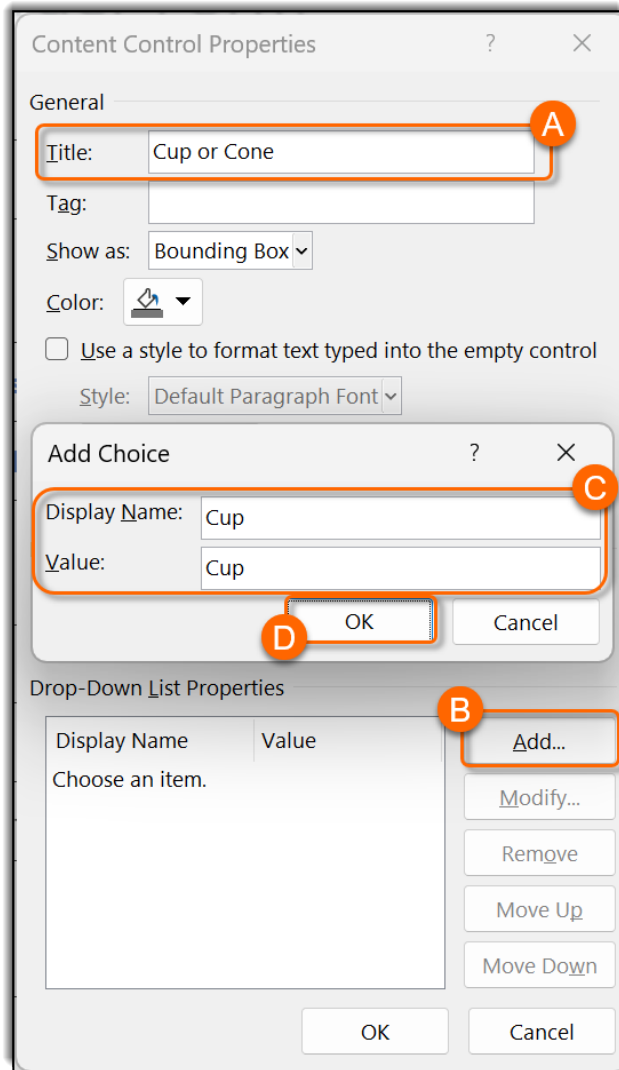 Content Control Properties ? ×
General
A
Title: Cup or Cone
Tag:
Show as: Bounding Box
Color:
Use a style to format text typed into the empty control
Style: Default Paragraph Font
Add Choice ? ×
C
Display Name: Cup
Value: Cup
D OK Cancel
Drop-Down List Properties
B
Display Name Value Add...
Choose an item.
Modify...
Remove
Move Up
Move Down
OK Cancel